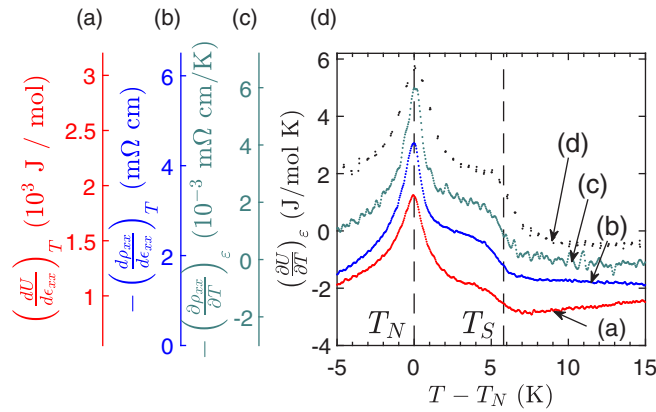 (a) (b) (c) (d)
(dU/dϵ_xx)_T (10^3 J / mol)
3
2.5
2
1.5
1
−(dρ_xx/dϵ_xx)_T (mΩ cm)
6
4
2
0
−(∂ρ_xx/∂T)_ε (10^−3 mΩ cm/K)
6
4
2
0
-2
(∂U/∂T)_ε (J/mol K)
6
4
2
0
-2
-4
(d)
(c)
(b)
(a)
T_N T_S
-5 0 5 10 15
T − T_N (K)